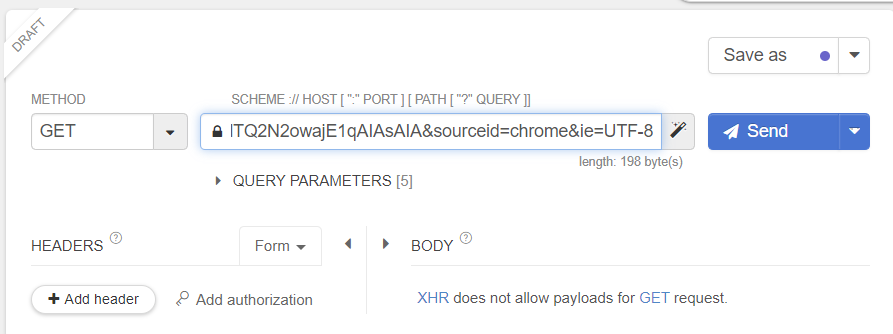 DRAFT
Save as
METHOD
SCHEME :// HOST [ ":" PORT ] [ PATH [ "?" QUERY ]]
GET
lTQ2N2owajE1qAIAsAIA&sourceid=chrome&ie=UTF-8
Send
length: 198 byte(s)
QUERY PARAMETERS [5]
HEADERS ?
Form
BODY ?
+ Add header
Add authorization
XHR does not allow payloads for GET request.